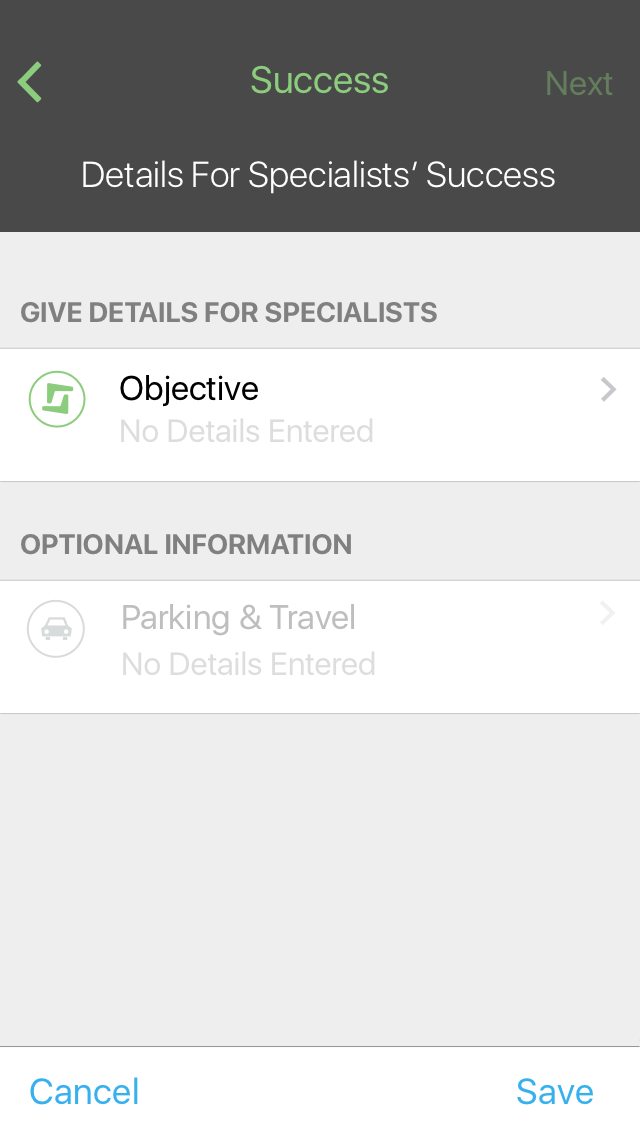 Success
Next
Details For Specialists’ Success
GIVE DETAILS FOR SPECIALISTS
Objective
No Details Entered
OPTIONAL INFORMATION
Parking & Travel
No Details Entered
Cancel
Save